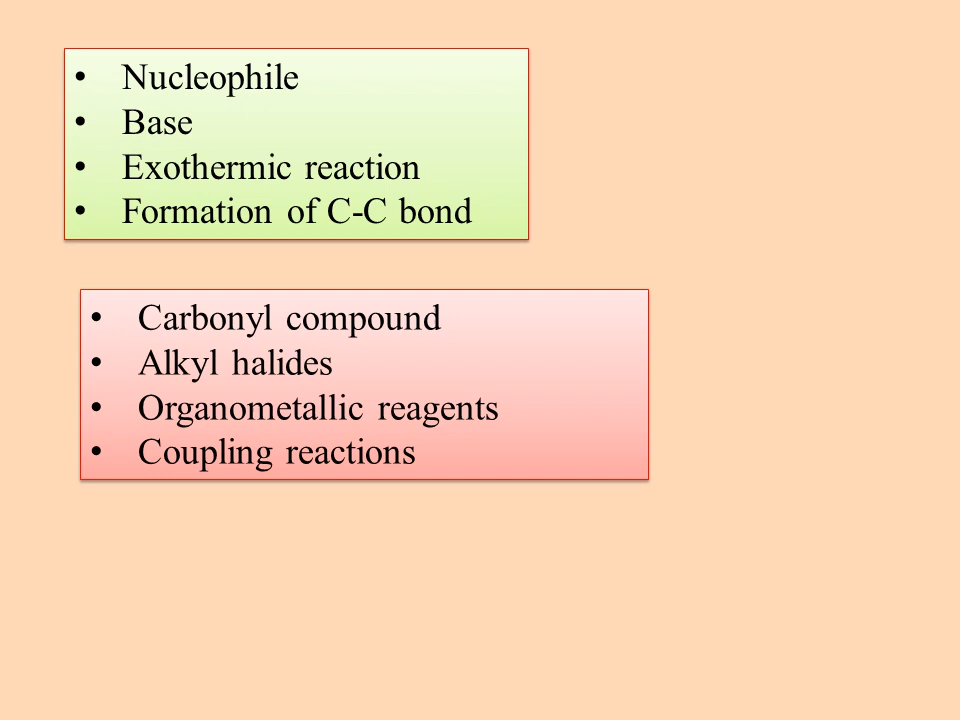 • Nucleophile
• Base
• Exothermic reaction
• Formation of C-C bond
• Carbonyl compound
• Alkyl halides
• Organometallic reagents
• Coupling reactions